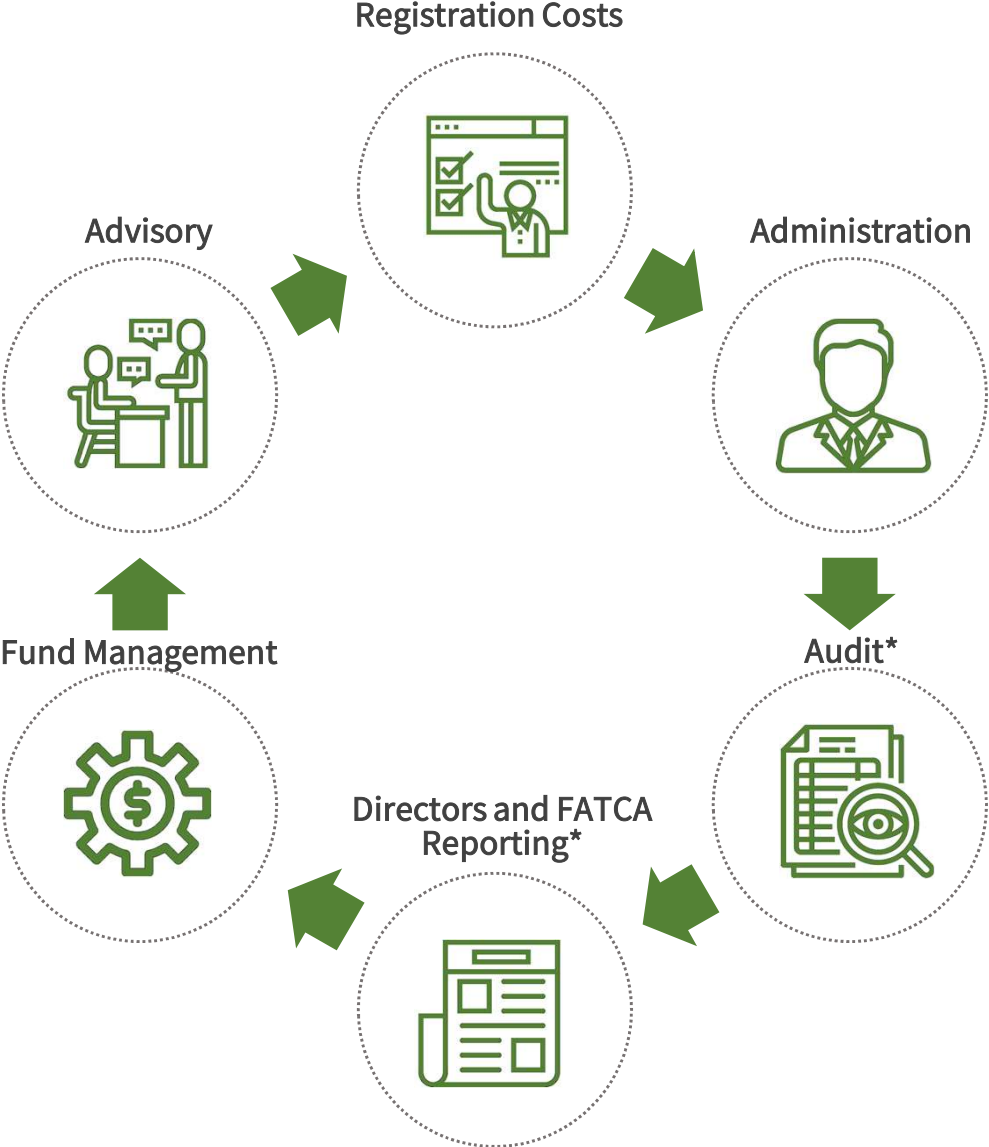 Registration Costs
Advisory
Administration
Fund Management
Audit*
Directors and FATCA
Reporting*
$